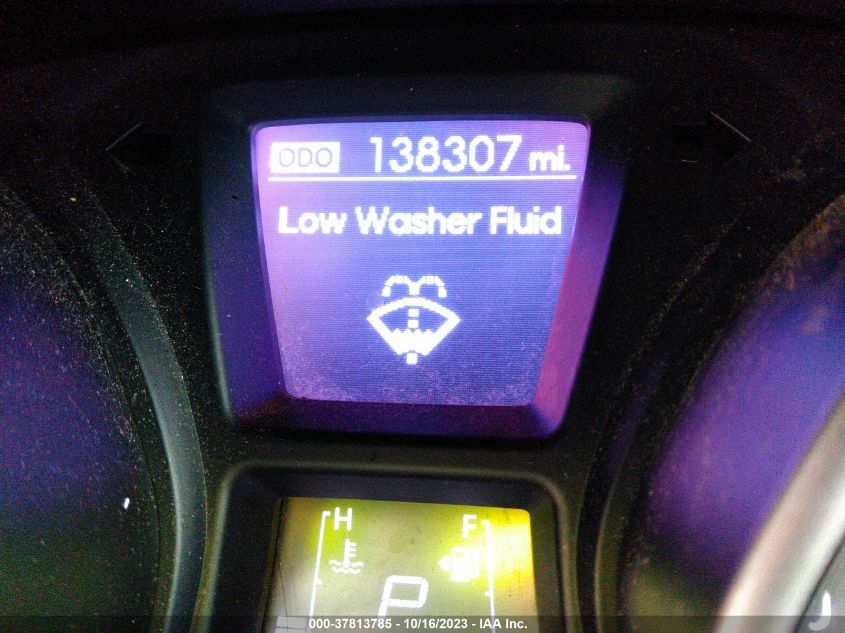 ODO 138307 mi.
Low Washer Fluid
H F
P
000-37813785 - 10/16/2023 - IAA Inc.